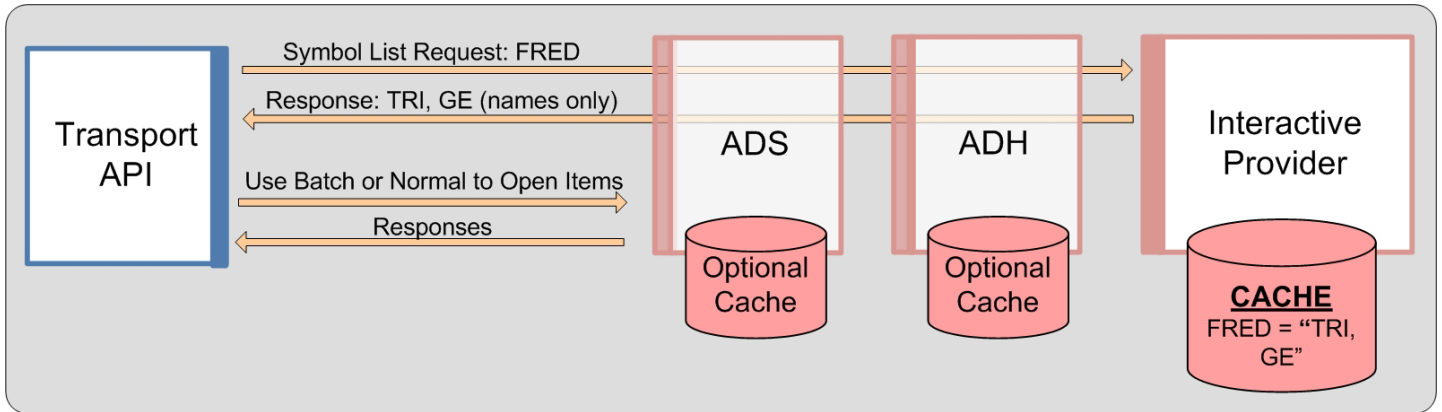 Symbol List Request: FRED
Response: TRI, GE (names only)
Transport
API
Use Batch or Normal to Open Items
Responses
ADS
Optional
Cache
ADH
Optional
Cache
Interactive
Provider
CACHE
FRED = “TRI,
GE”